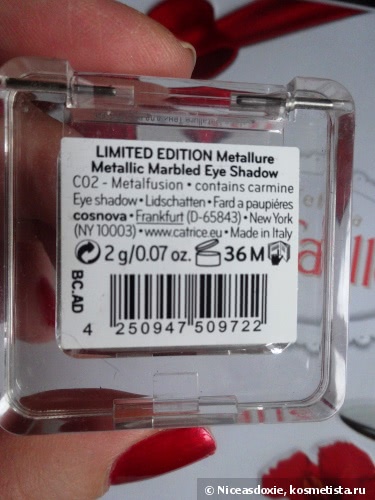 LIMITED EDITION Metallure
Metallic Marbled Eye Shadow
C02 - Metalfusion • contains carmine
Eye shadow • Lidschatten • Fard a paupiéres
cosnova • Frankfurt (D-65843) • New York
(NY 10003) • www.catrice.eu • Made in Italy
2 g/0.07 oz. 36 M
BC.AD
4 250947 509722
© Niceasdoxie, kosmetista.ru